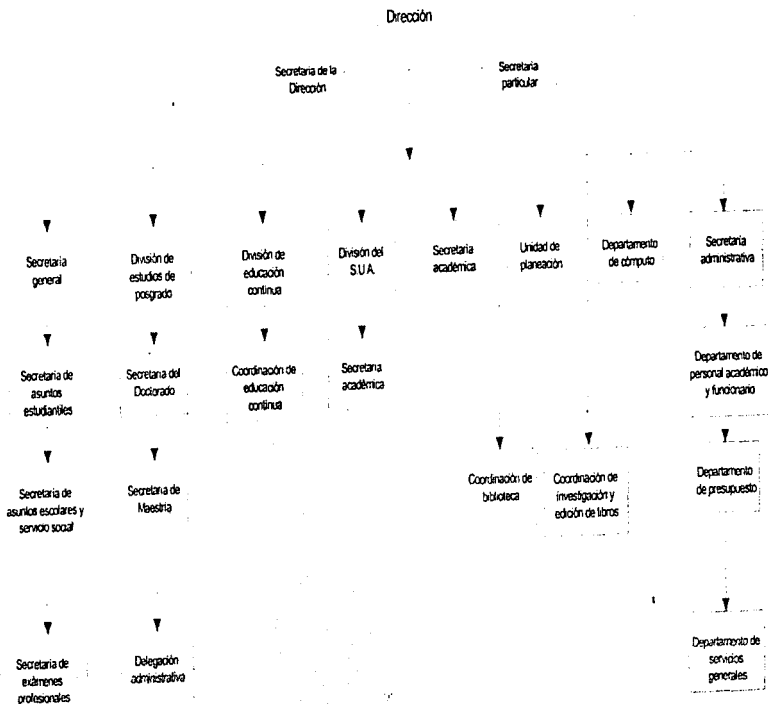 Dirección
Secretaria de la
Dirección
Secretaria
particular
Secretaria
general
División de
estudios de
posgrado
División de
educación
continua
División del
S.U.A.
Secretaria
académica
Unidad de
planeación
Departamento
de cómputo
Secretaría
administrativa
Secretaria de
asuntos
estudiantiles
Secretaria del
Doctorado
Coordinación de
educación
continua
Secretaria
académica
Departamento de
personal académico
y funcionario
Secretaria de
asuntos escolares y
servicio social
Secretaria de
Maestría
Coordinación de
biblioteca
Coordinación de
investigación y
edición de libros
Departamento
de presupuesto
Secretaria de
exámenes
profesionales
Delegación
administrativa
Departamento de
servicios
generales